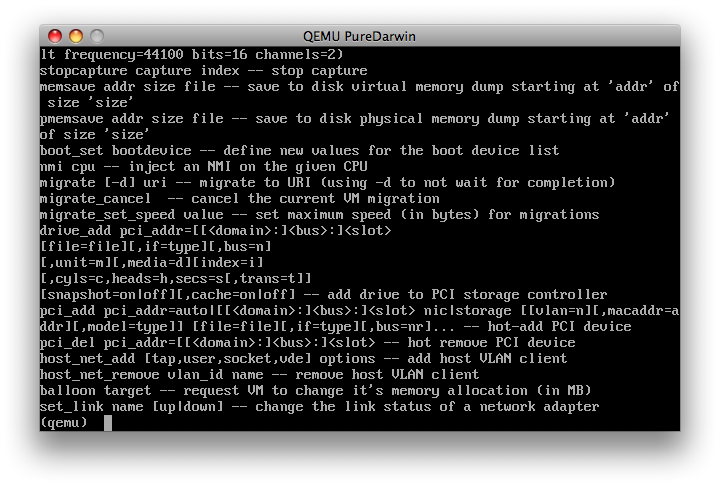 QEMU PureDarwin
lt frequency=44100 bits=16 channels=2)
stopcapture capture index -- stop capture
memsave addr size file -- save to disk virtual memory dump starting at 'addr' of
 size 'size'
pmemsave addr size file -- save to disk physical memory dump starting at 'addr'
of size 'size'
boot_set bootdevice -- define new values for the boot device list
nmi cpu -- inject an NMI on the given CPU
migrate [-d] uri -- migrate to URI (using -d to not wait for completion)
migrate_cancel  -- cancel the current VM migration
migrate_set_speed value -- set maximum speed (in bytes) for migrations
drive_add pci_addr=[[<domain>:]<bus>:]<slot>
[file=file][,if=type][,bus=n]
[,unit=m][,media=d][index=i]
[,cyls=c,heads=h,secs=s[,trans=t]]
[snapshot=on|off][,cache=on|off] -- add drive to PCI storage controller
pci_add pci_addr=auto|[[<domain>:]<bus>:]<slot> nic|storage [[vlan=n][,macaddr=a
ddr][,model=type]] [file=file][,if=type][,bus=nr]... -- hot-add PCI device
pci_del pci_addr=[[<domain>:]<bus>:]<slot> -- hot remove PCI device
host_net_add [tap,user,socket,vde] options -- add host VLAN client
host_net_remove vlan_id name -- remove host VLAN client
balloon target -- request VM to change it's memory allocation (in MB)
set_link name [up|down] -- change the link status of a network adapter
(qemu)